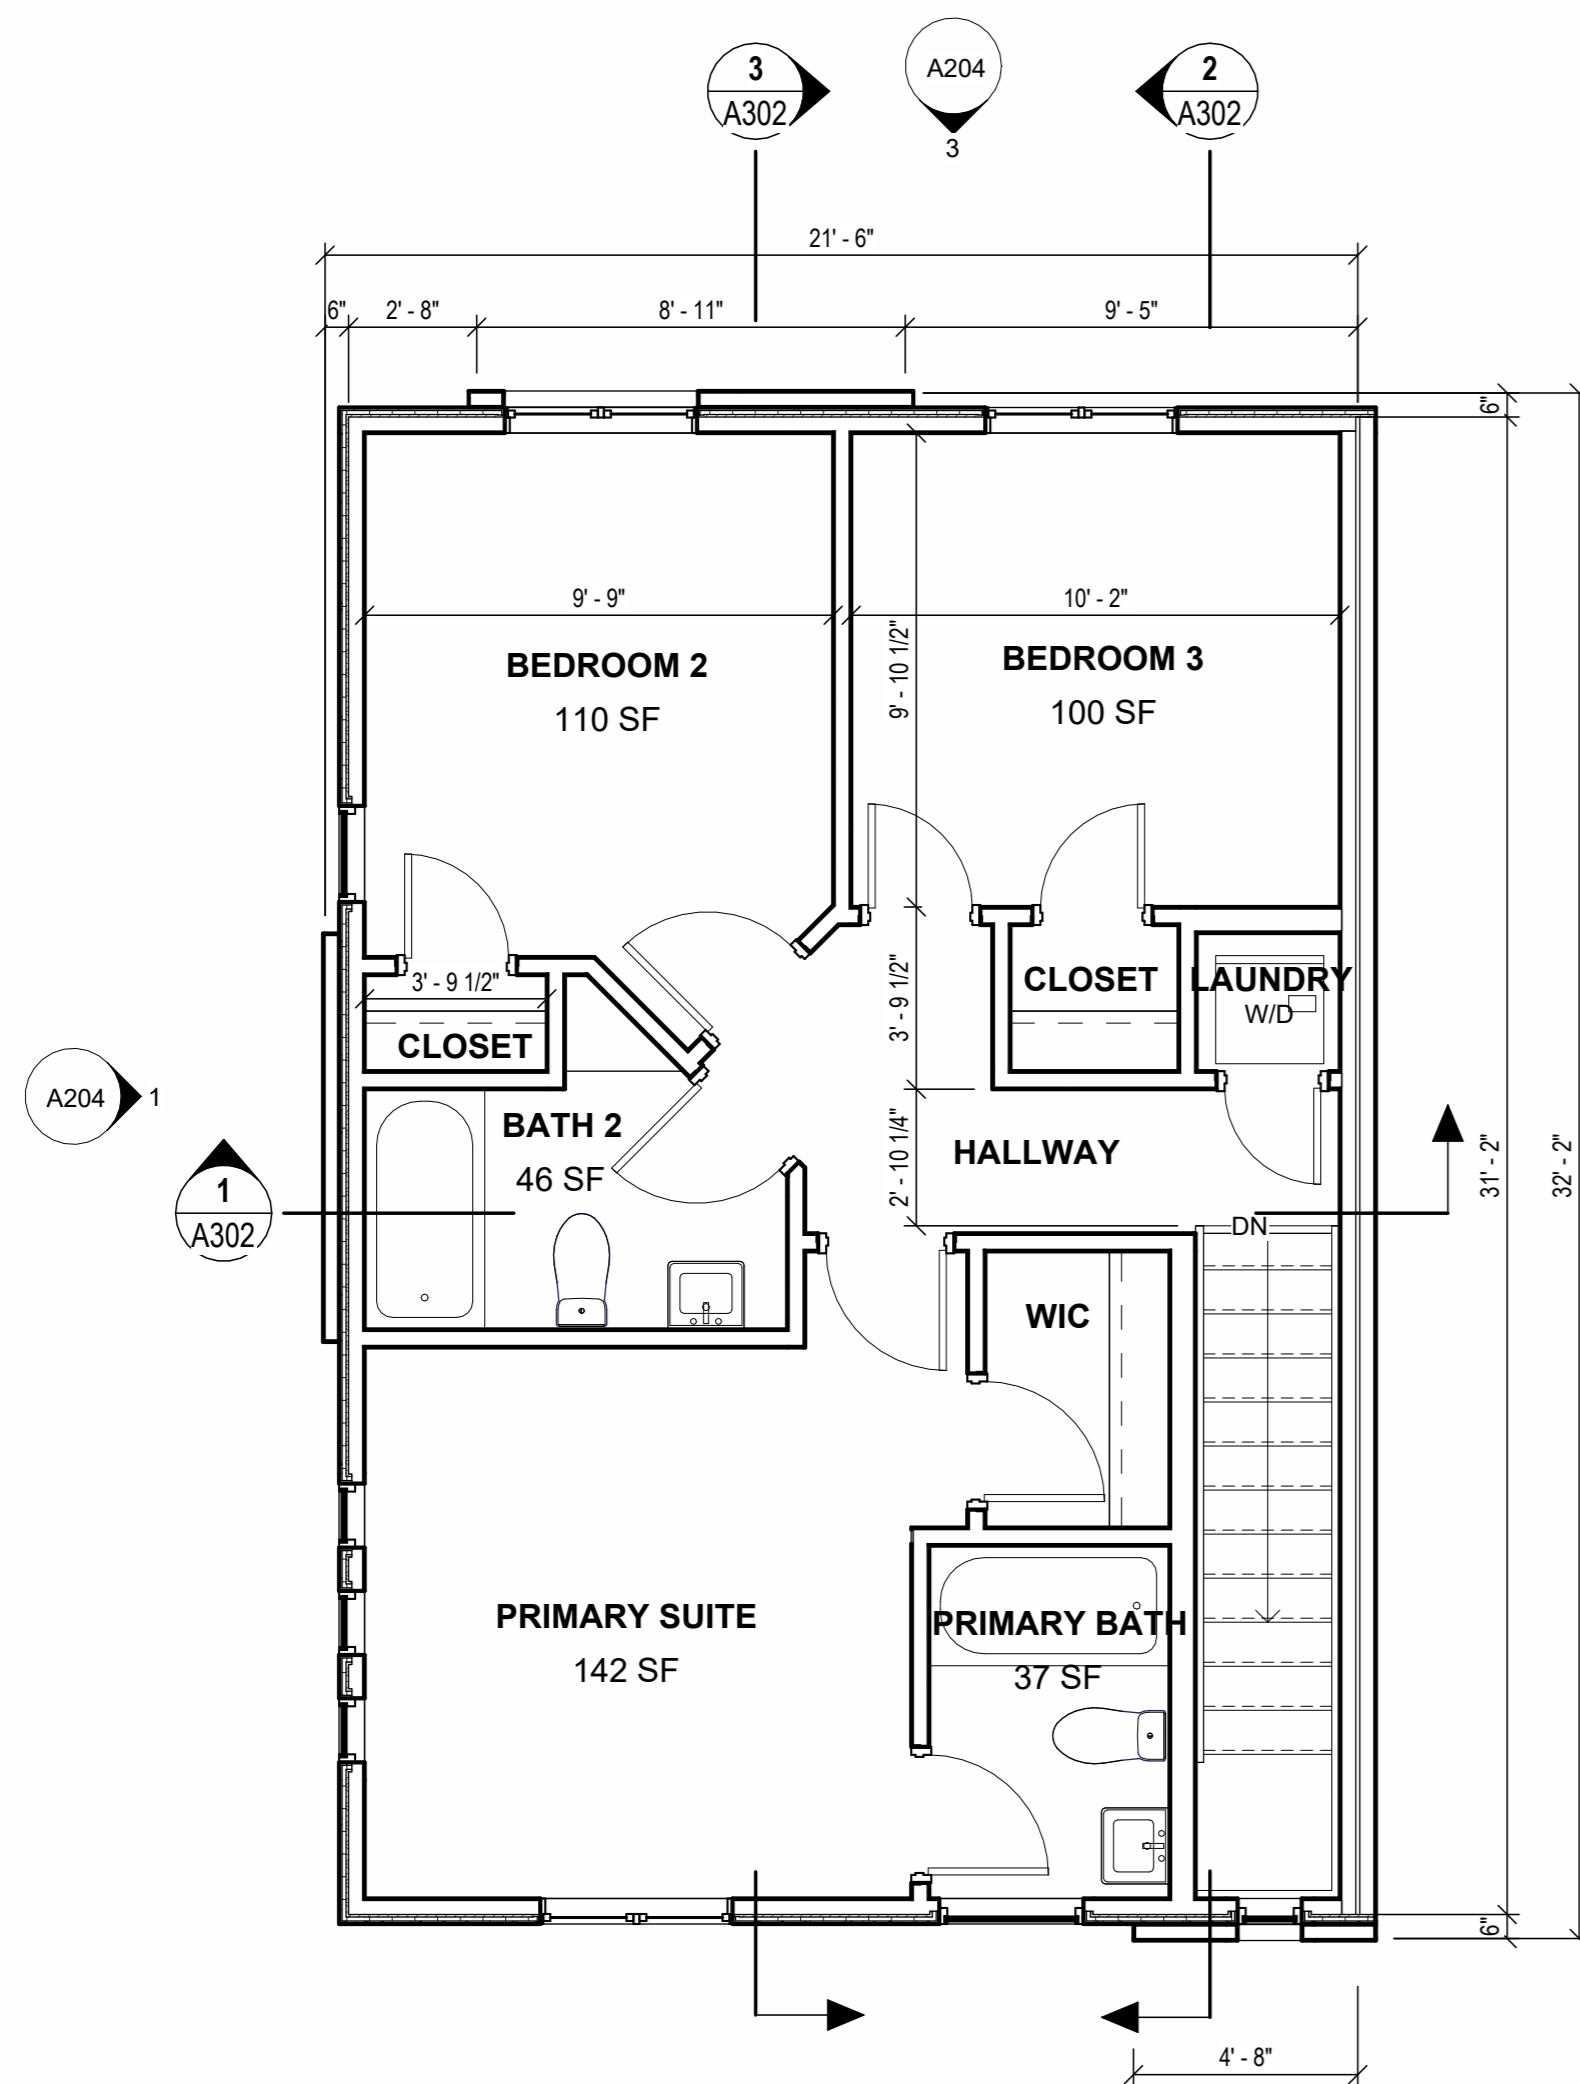 3
A302
A204
3
2
A302
21' - 6"
6"
2' - 8"
8' - 11"
9' - 5"
6"
9' - 9"
10' - 2"
9' - 10 1/2"
BEDROOM 2
110 SF
BEDROOM 3
100 SF
3' - 9 1/2"
CLOSET
3' - 9 1/2"
CLOSET
LAUNDRY
W/D
A204
1
BATH 2
46 SF
2' - 10 1/4"
HALLWAY
31' - 2"
32' - 2"
1
A302
DN
WIC
PRIMARY SUITE
142 SF
PRIMARY BATH
37 SF
6"
4' - 8"